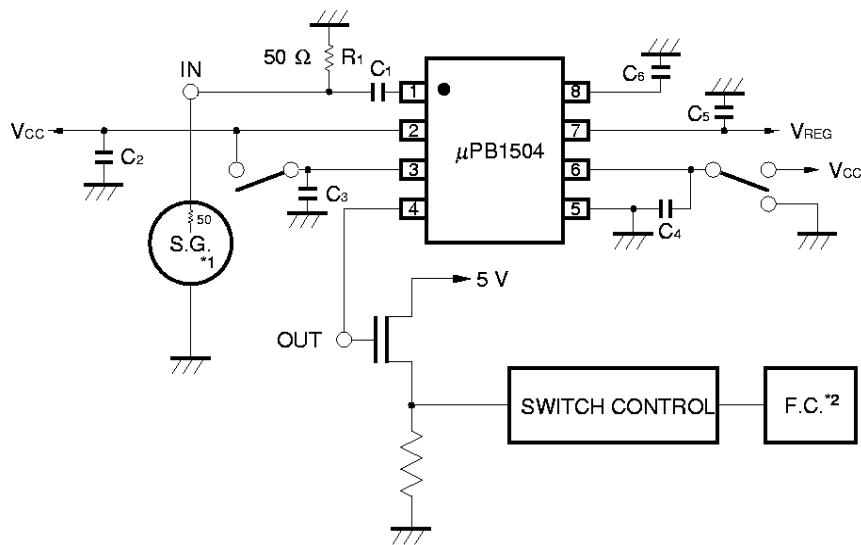 50 Ω R1
IN
C1
C6
1
8
C5
VCC
2
7
VREG
C2
µPB1504
3
6
VCC
C3
4
5
C4
50
S.G.
*1
5 V
OUT
SWITCH CONTROL
F.C.*2